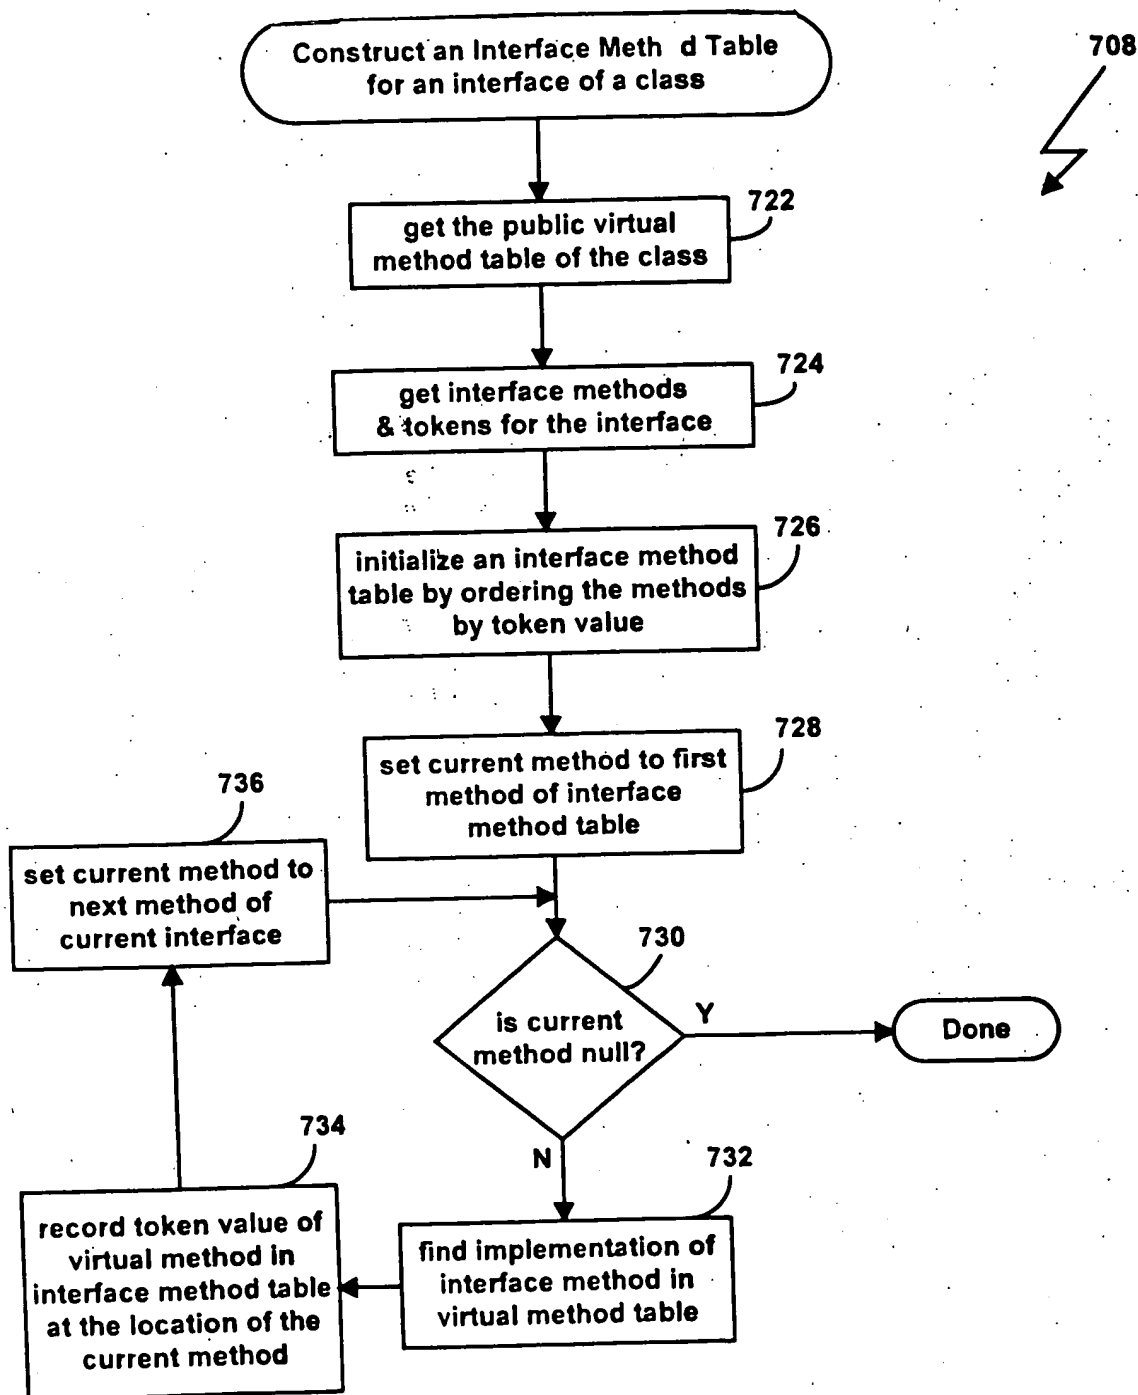 Construct an Interface Meth d Table
for an interface of a class
708
722
get the public virtual
method table of the class
724
get interface methods
& tokens for the interface
726
initialize an interface method
table by ordering the methods
by token value
728
set current method to first
method of interface
method table
736
set current method to
next method of
current interface
730
is current
method null?
Y
Done
N
732
find implementation of
interface method in
virtual method table
734
record token value of
virtual method in
interface method table
at the location of the
current method